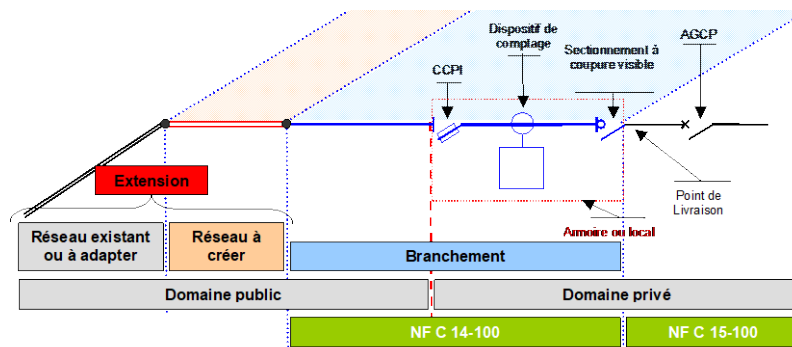 Dispositif de
comptage
Sectionnement à
coupure visible
AGCP
CCPI
Extension
Point de
Livraison
Armoire ou local
Réseau existant
ou à adapter
Réseau à
créer
Branchement
Domaine public
Domaine privé
NF C 14-100
NF C 15-100